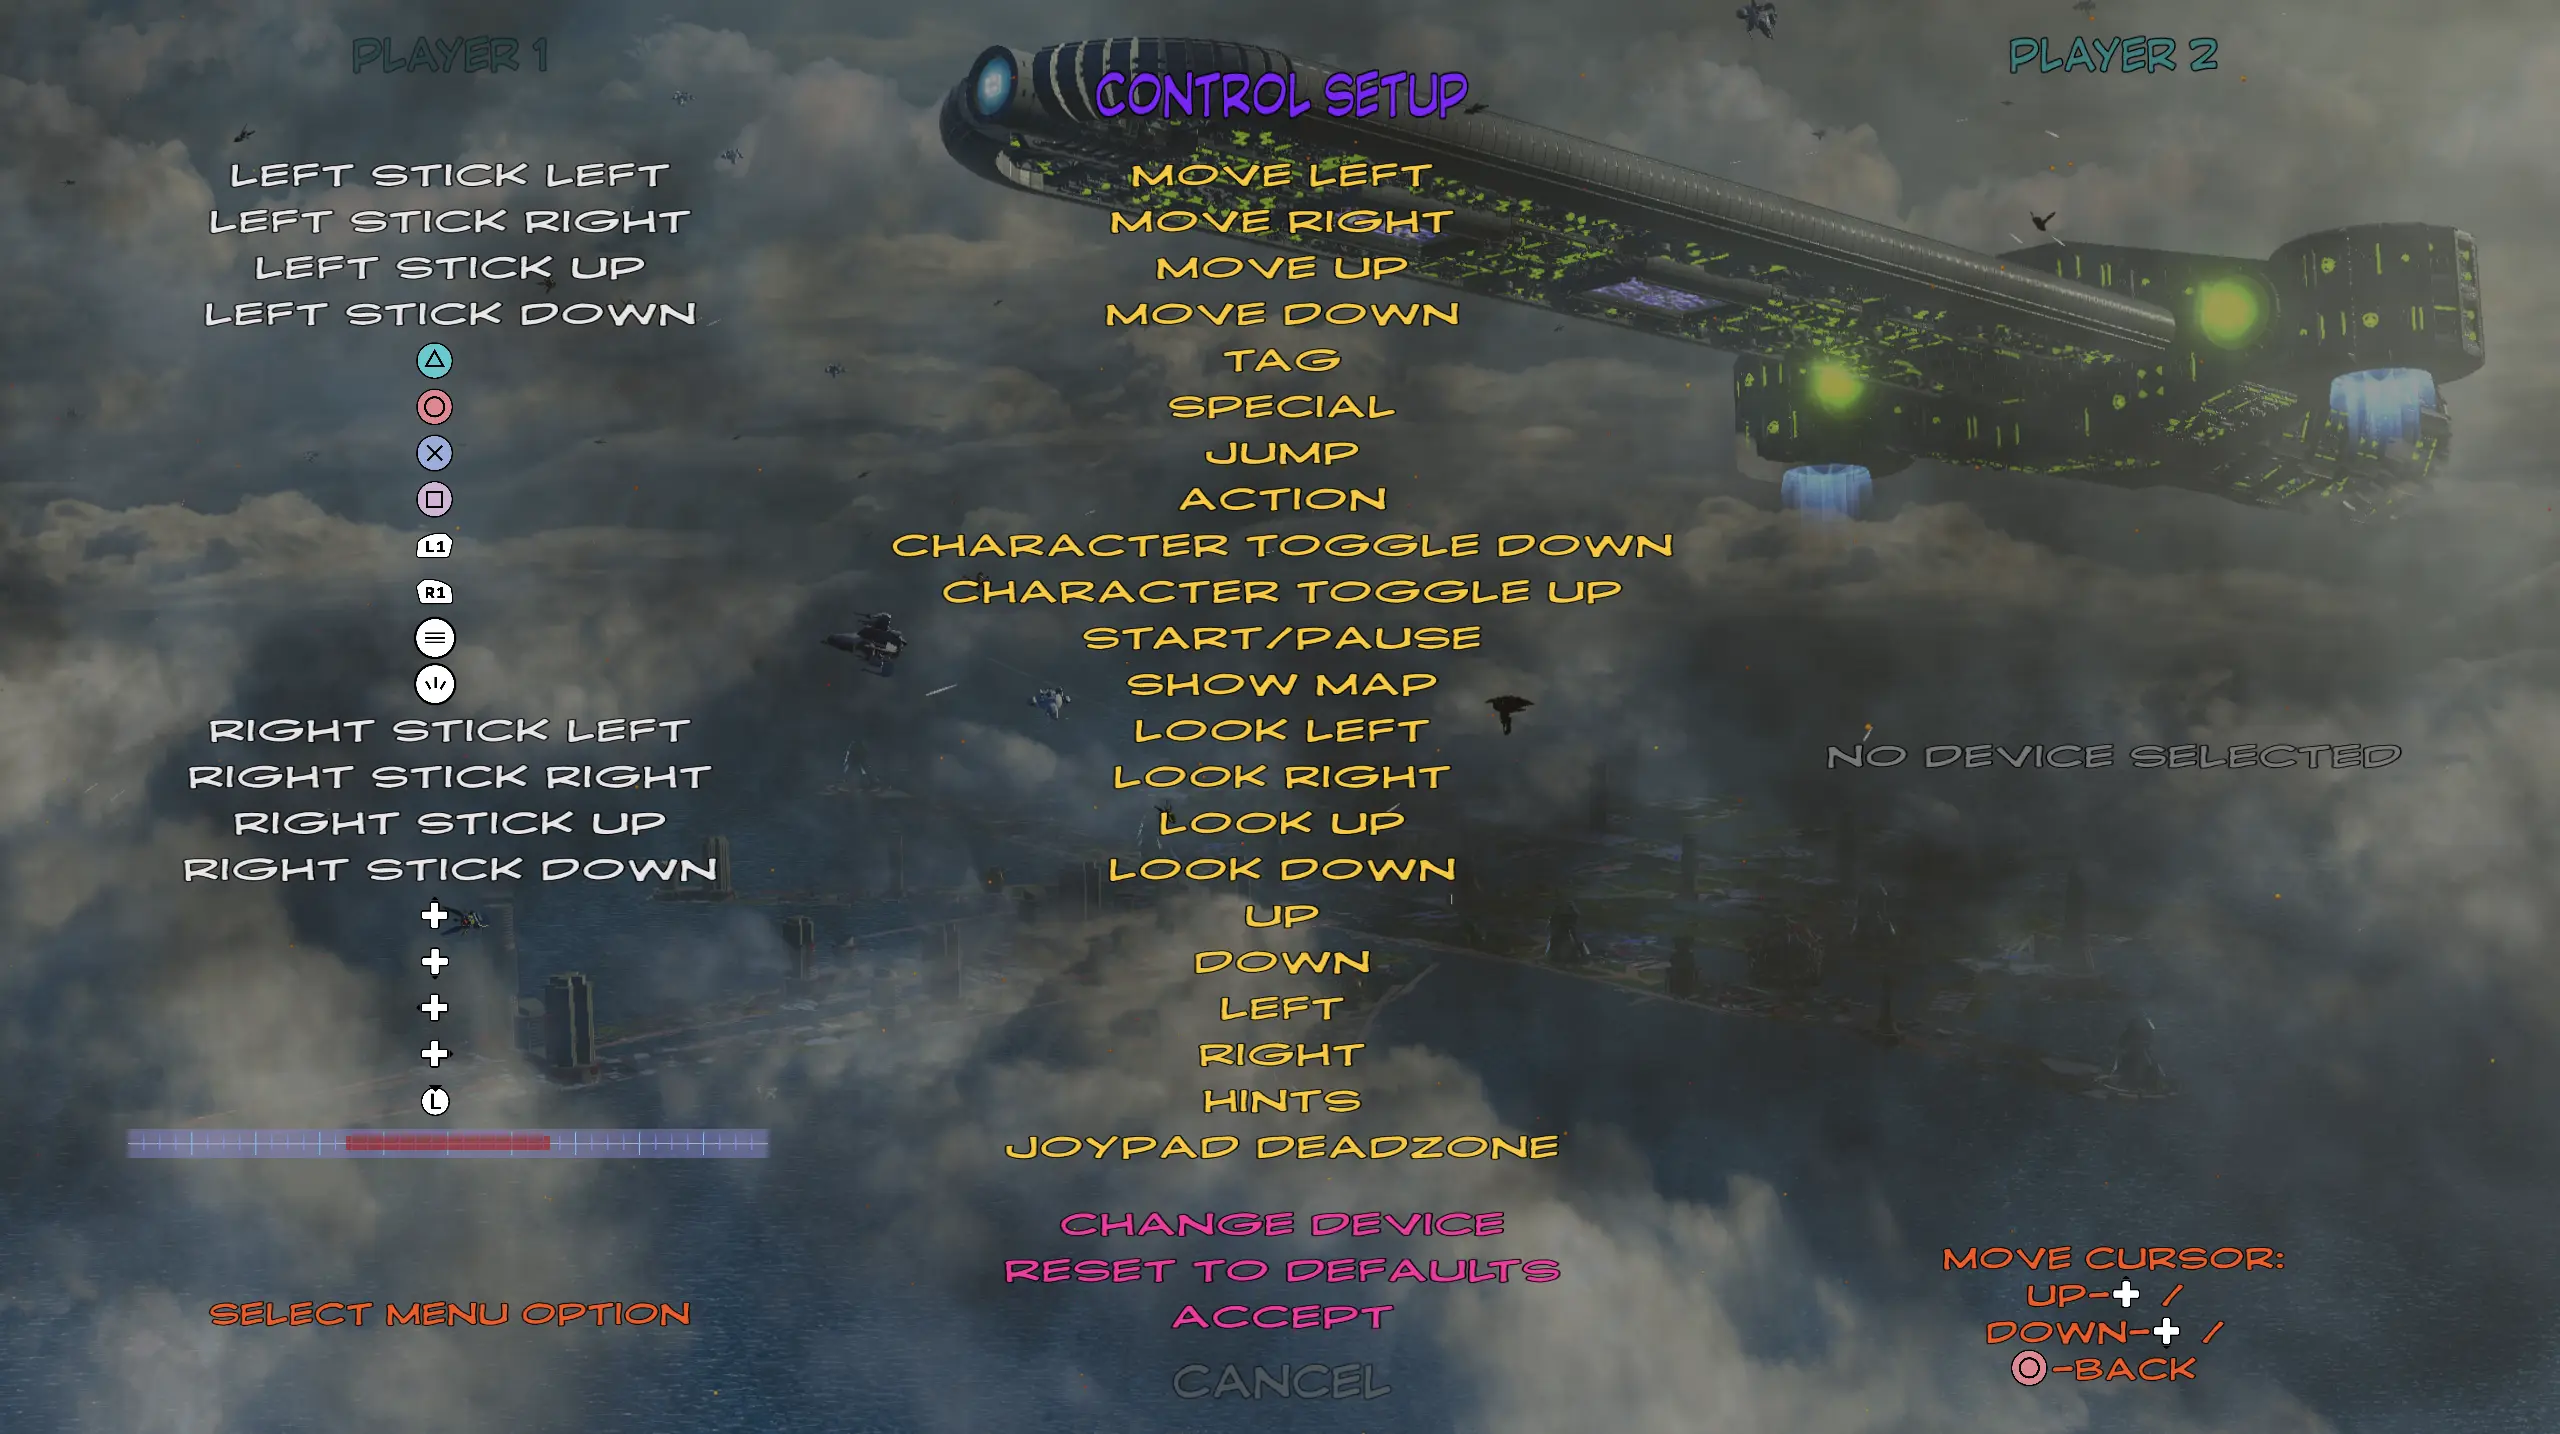 PLAYER 1
PLAYER 2
CONTROL SETUP
LEFT STICK LEFT MOVE LEFT
LEFT STICK RIGHT MOVE RIGHT
LEFT STICK UP MOVE UP
LEFT STICK DOWN MOVE DOWN
TAG
SPECIAL
JUMP
ACTION
L1 CHARACTER TOGGLE DOWN
R1 CHARACTER TOGGLE UP
START/PAUSE
SHOW MAP
RIGHT STICK LEFT LOOK LEFT
RIGHT STICK RIGHT LOOK RIGHT
RIGHT STICK UP LOOK UP
RIGHT STICK DOWN LOOK DOWN
UP
DOWN
LEFT
RIGHT
L HINTS
JOYPAD DEADZONE
NO DEVICE SELECTED
CHANGE DEVICE
RESET TO DEFAULTS
ACCEPT
CANCEL
SELECT MENU OPTION
MOVE CURSOR:
UP- /
DOWN- /
-BACK